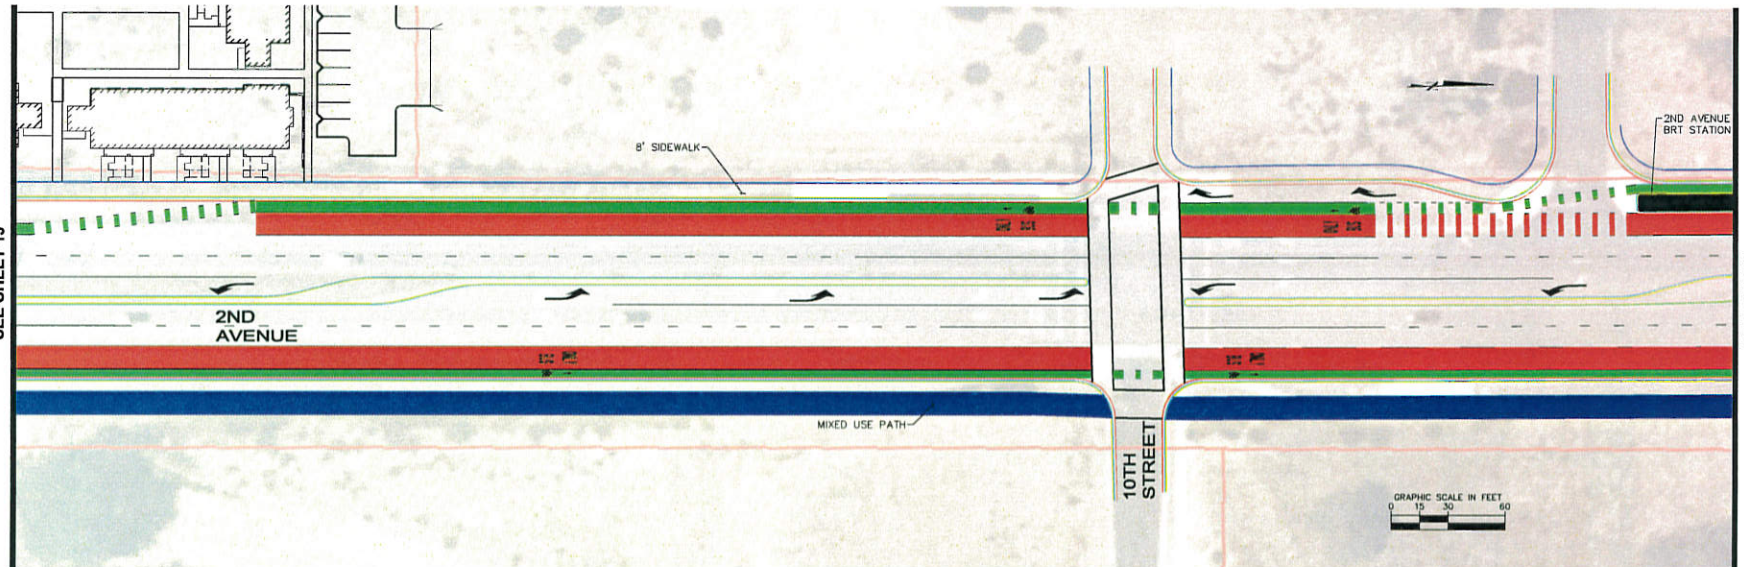 8' SIDEWALK
2ND AVENUE
BRT STATION
2ND
AVENUE
MIXED USE PATH
10TH
STREET
GRAPHIC SCALE IN FEET
0 15 30 60